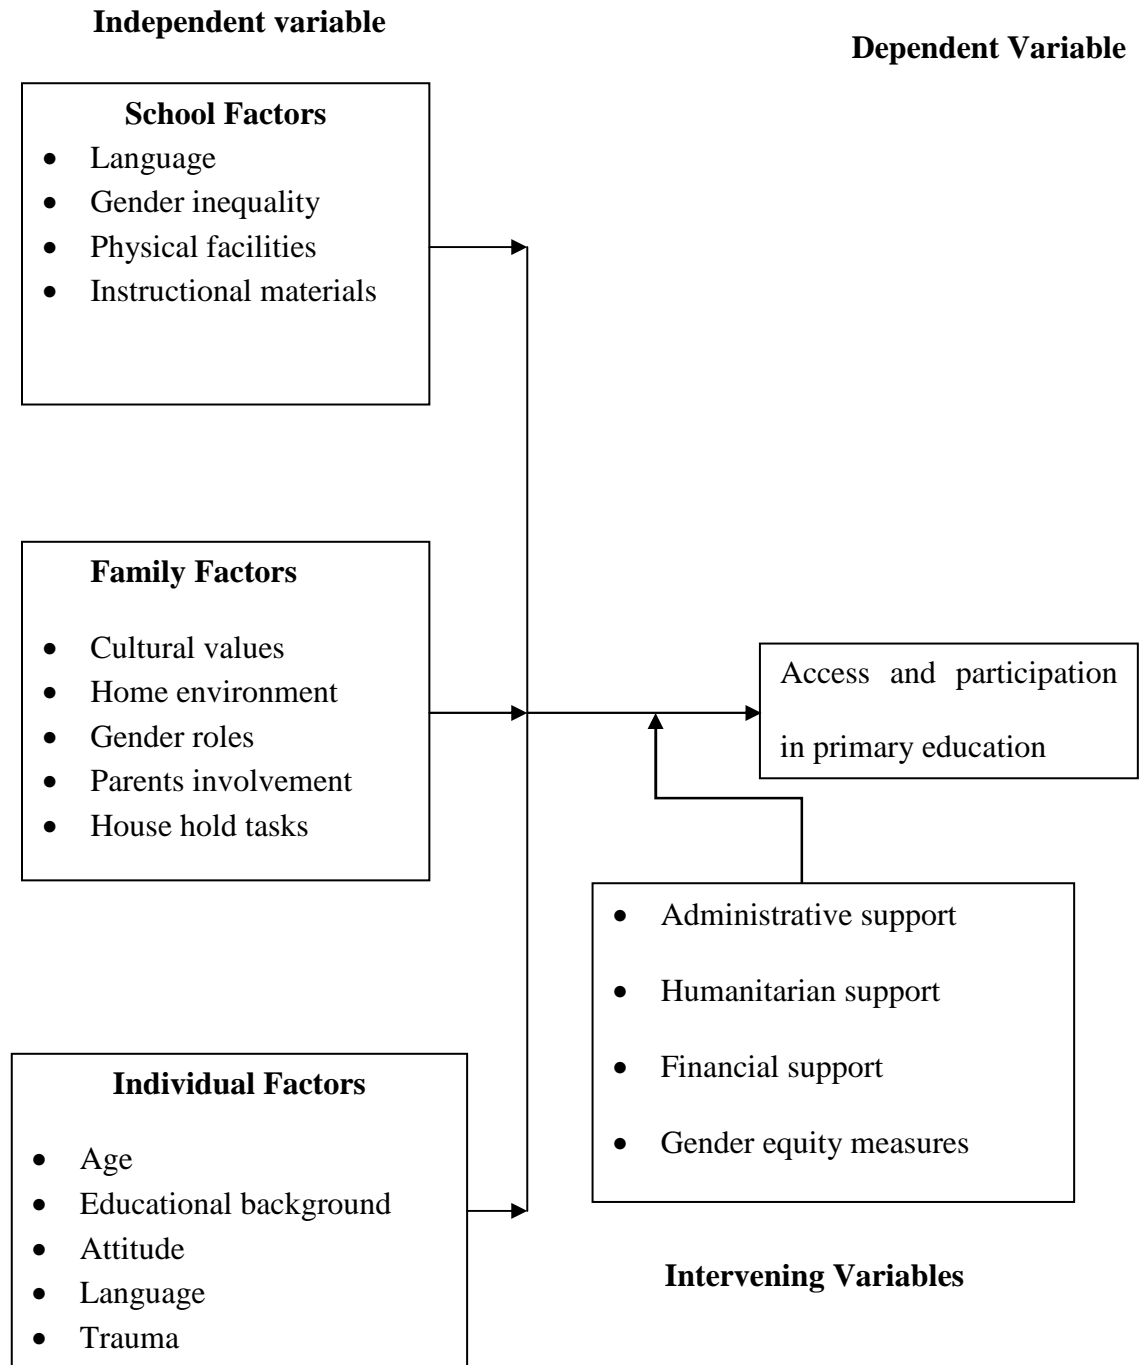 Independent variable
Dependent Variable
School Factors
• Language
• Gender inequality
• Physical facilities
• Instructional materials
Family Factors
• Cultural values
• Home environment
• Gender roles
• Parents involvement
• House hold tasks
Access and participation
in primary education
• Administrative support
• Humanitarian support
• Financial support
• Gender equity measures
Intervening Variables
Individual Factors
• Age
• Educational background
• Attitude
• Language
• Trauma